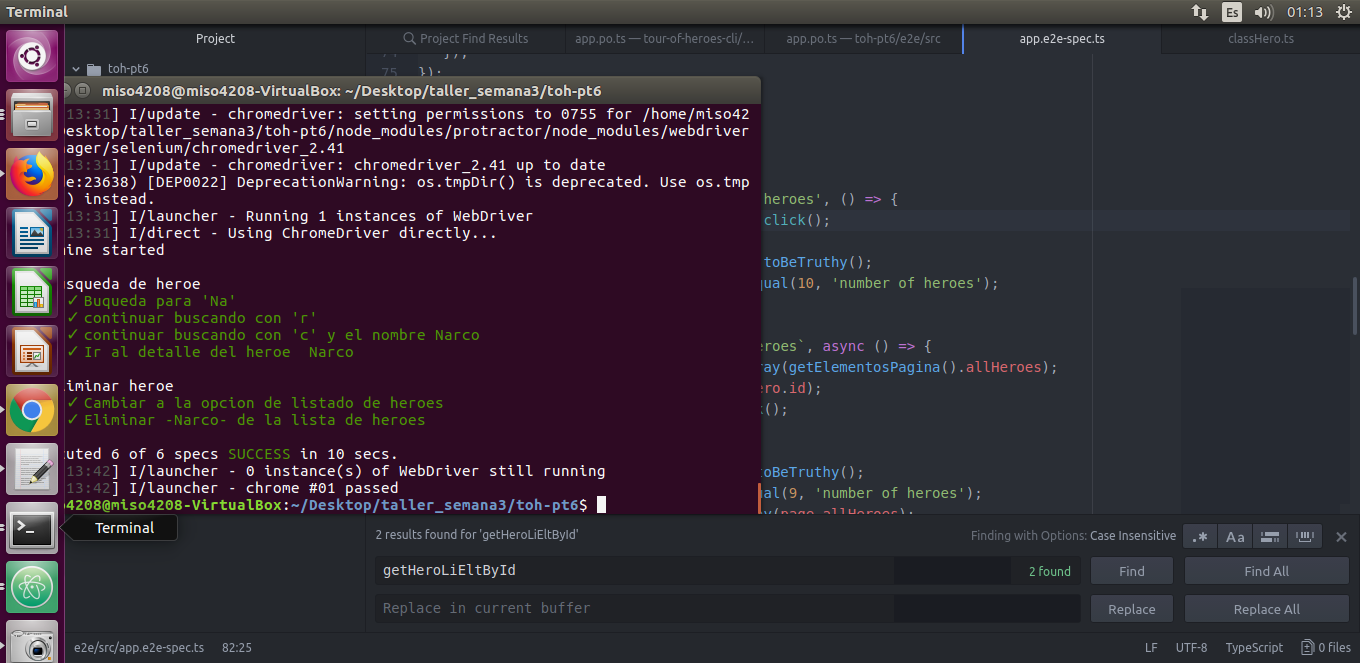 Terminal
Es
01:13
Project
Project Find Results
app.po.ts — tour-of-heroes-cli/...
app.po.ts — toh-pt6/e2e/src
app.e2e-spec.ts
classHero.ts
toh-pt6
75 });
miso4208@miso4208-VirtualBox: ~/Desktop/taller_semana3/toh-pt6
13:31] I/update - chromedriver: setting permissions to 0755 for /home/miso42
esktop/taller_semana3/toh-pt6/node_modules/protractor/node_modules/webdriver
ager/selenium/chromedriver_2.41
13:31] I/update - chromedriver: chromedriver_2.41 up to date
de:23638) [DEP0022] DeprecationWarning: os.tmpDir() is deprecated. Use os.tmp
) instead.
13:31] I/launcher - Running 1 instances of WebDriver
13:31] I/direct - Using ChromeDriver directly...
ine started
squeda de heroe
✓ Buqueda para 'Na'
✓ continuar buscando con 'r'
✓ continuar buscando con 'c' y el nombre Narco
✓ Ir al detalle del heroe  Narco
iminar heroe
✓ Cambiar a la opcion de listado de heroes
✓ Eliminar -Narco- de la lista de heroes
uted 6 of 6 specs SUCCESS in 10 secs.
13:42] I/launcher - 0 instance(s) of WebDriver still running
13:42] I/launcher - chrome #01 passed
4208@miso4208-VirtualBox:~/Desktop/taller_semana3/toh-pt6$
heroes', () => {
click();
toBeTruthy();
ual(10, 'number of heroes');
eroes`, async () => {
ray(getElementosPagina().allHeroes);
ero.id);
();
oBeTruthy();
al(9, 'number of heroes');
y(page.allHeroes);
Terminal
2 results found for 'getHeroLiEltById'
Finding with Options: Case Insensitive
.*
Aa
getHeroLiEltById
2 found
Find
Find All
Replace in current buffer
Replace
Replace All
e2e/src/app.e2e-spec.ts
82:25
LF
UTF-8
TypeScript
0 files